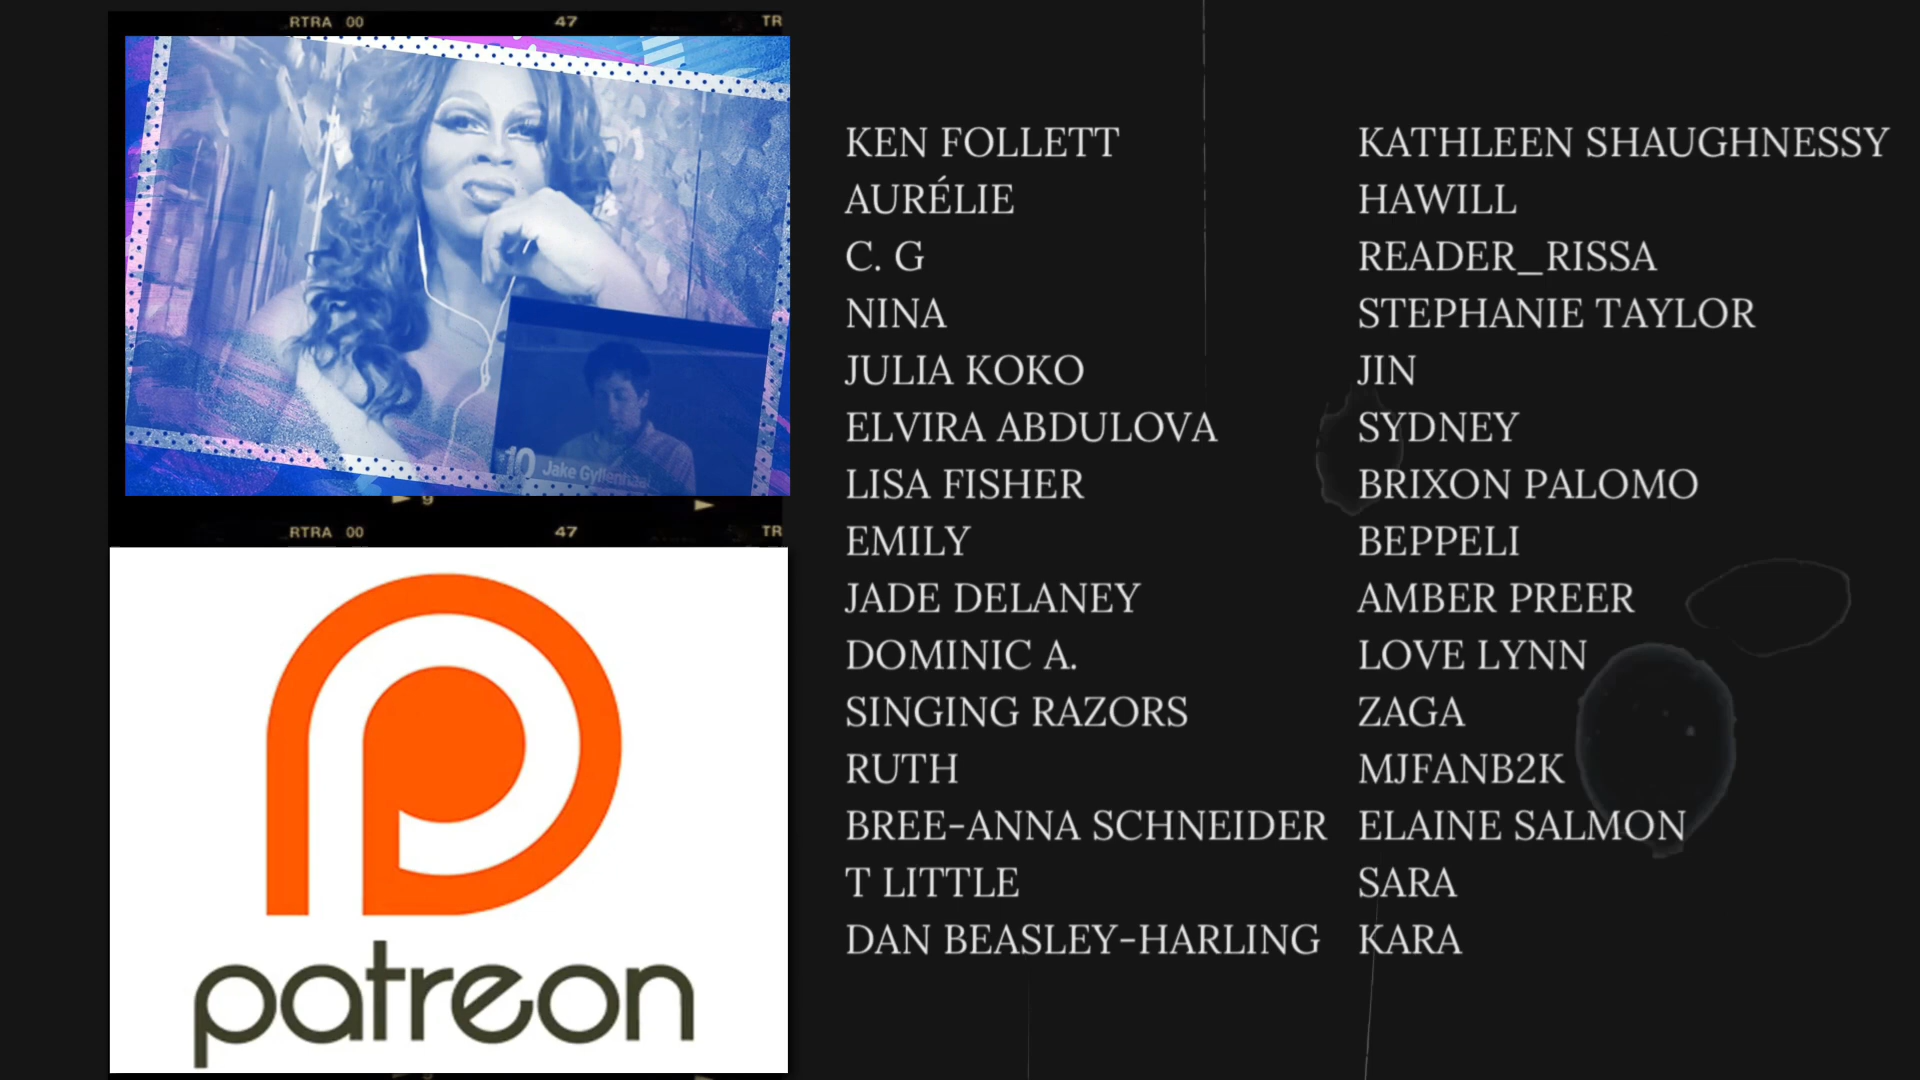 RTRA 00 47 TR
#10 Jake Gyllenhaal
9
RTRA 00 47 TR
patreon
KEN FOLLETT
AURÉLIE
C. G
NINA
JULIA KOKO
ELVIRA ABDULOVA
LISA FISHER
EMILY
JADE DELANEY
DOMINIC A.
SINGING RAZORS
RUTH
BREE-ANNA SCHNEIDER
T LITTLE
DAN BEASLEY-HARLING
KATHLEEN SHAUGHNESSY
HAWILL
READER_RISSA
STEPHANIE TAYLOR
JIN
SYDNEY
BRIXON PALOMO
BEPPELI
AMBER PREER
LOVE LYNN
ZAGA
MJFANB2K
ELAINE SALMON
SARA
KARA